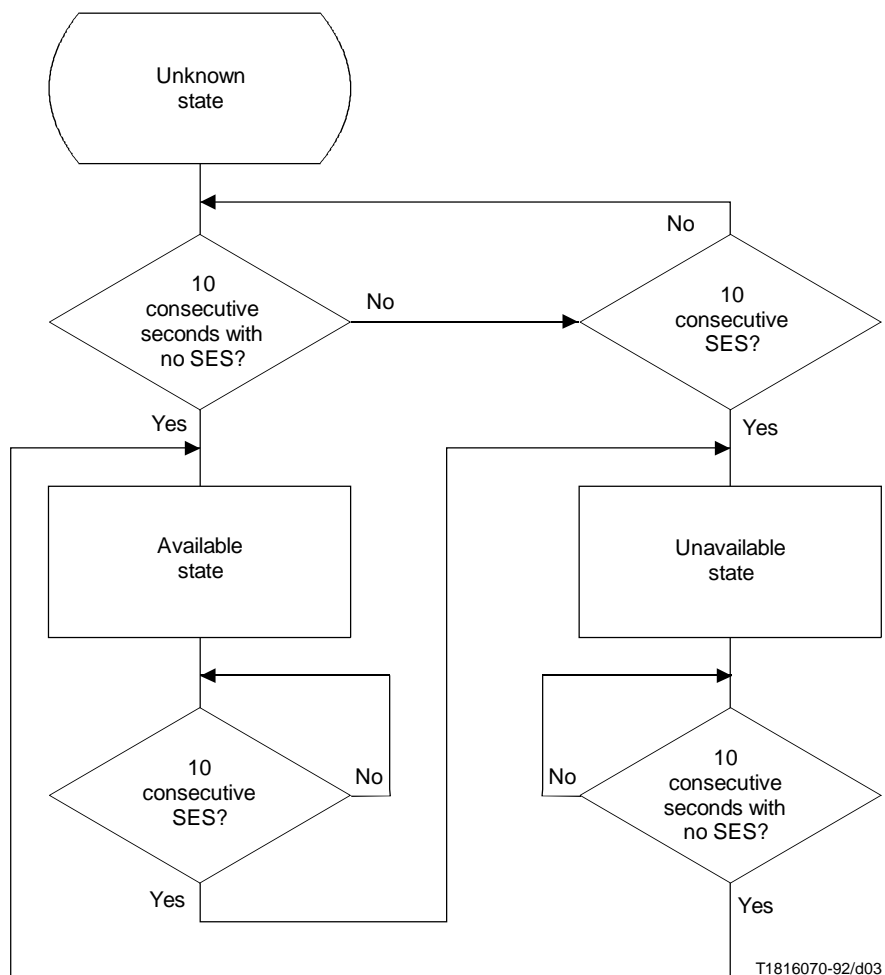 Unknown
state
No
10
consecutive
seconds with
no SES?
No
10
consecutive
SES?
Yes
Yes
Available
state
Unavailable
state
10
consecutive
SES?
No
No
10
consecutive
seconds with
no SES?
Yes
Yes
T1816070-92/d03